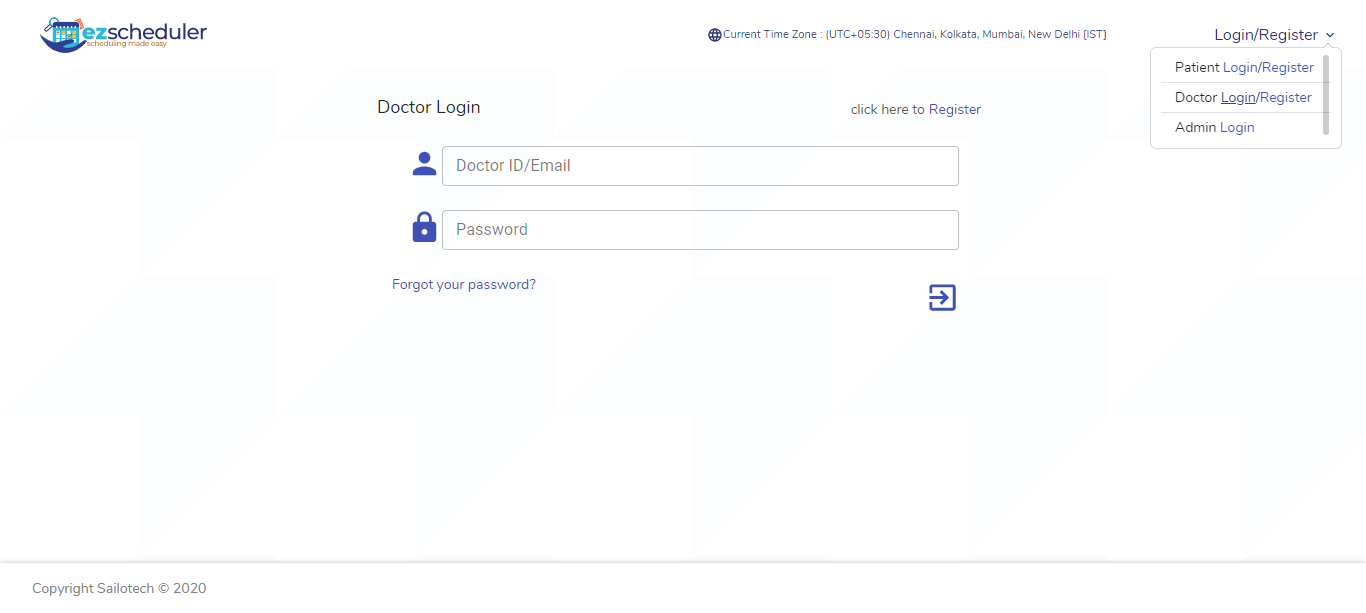 ezscheduler
scheduling made easy
Current Time Zone : (UTC+05:30) Chennai, Kolkata, Mumbai, New Delhi [IST]
Login/Register
Patient Login/Register
Doctor Login/Register
Admin Login
Doctor Login
click here to Register
Doctor ID/Email
Password
Forgot your password?
Copyright Sailotech © 2020